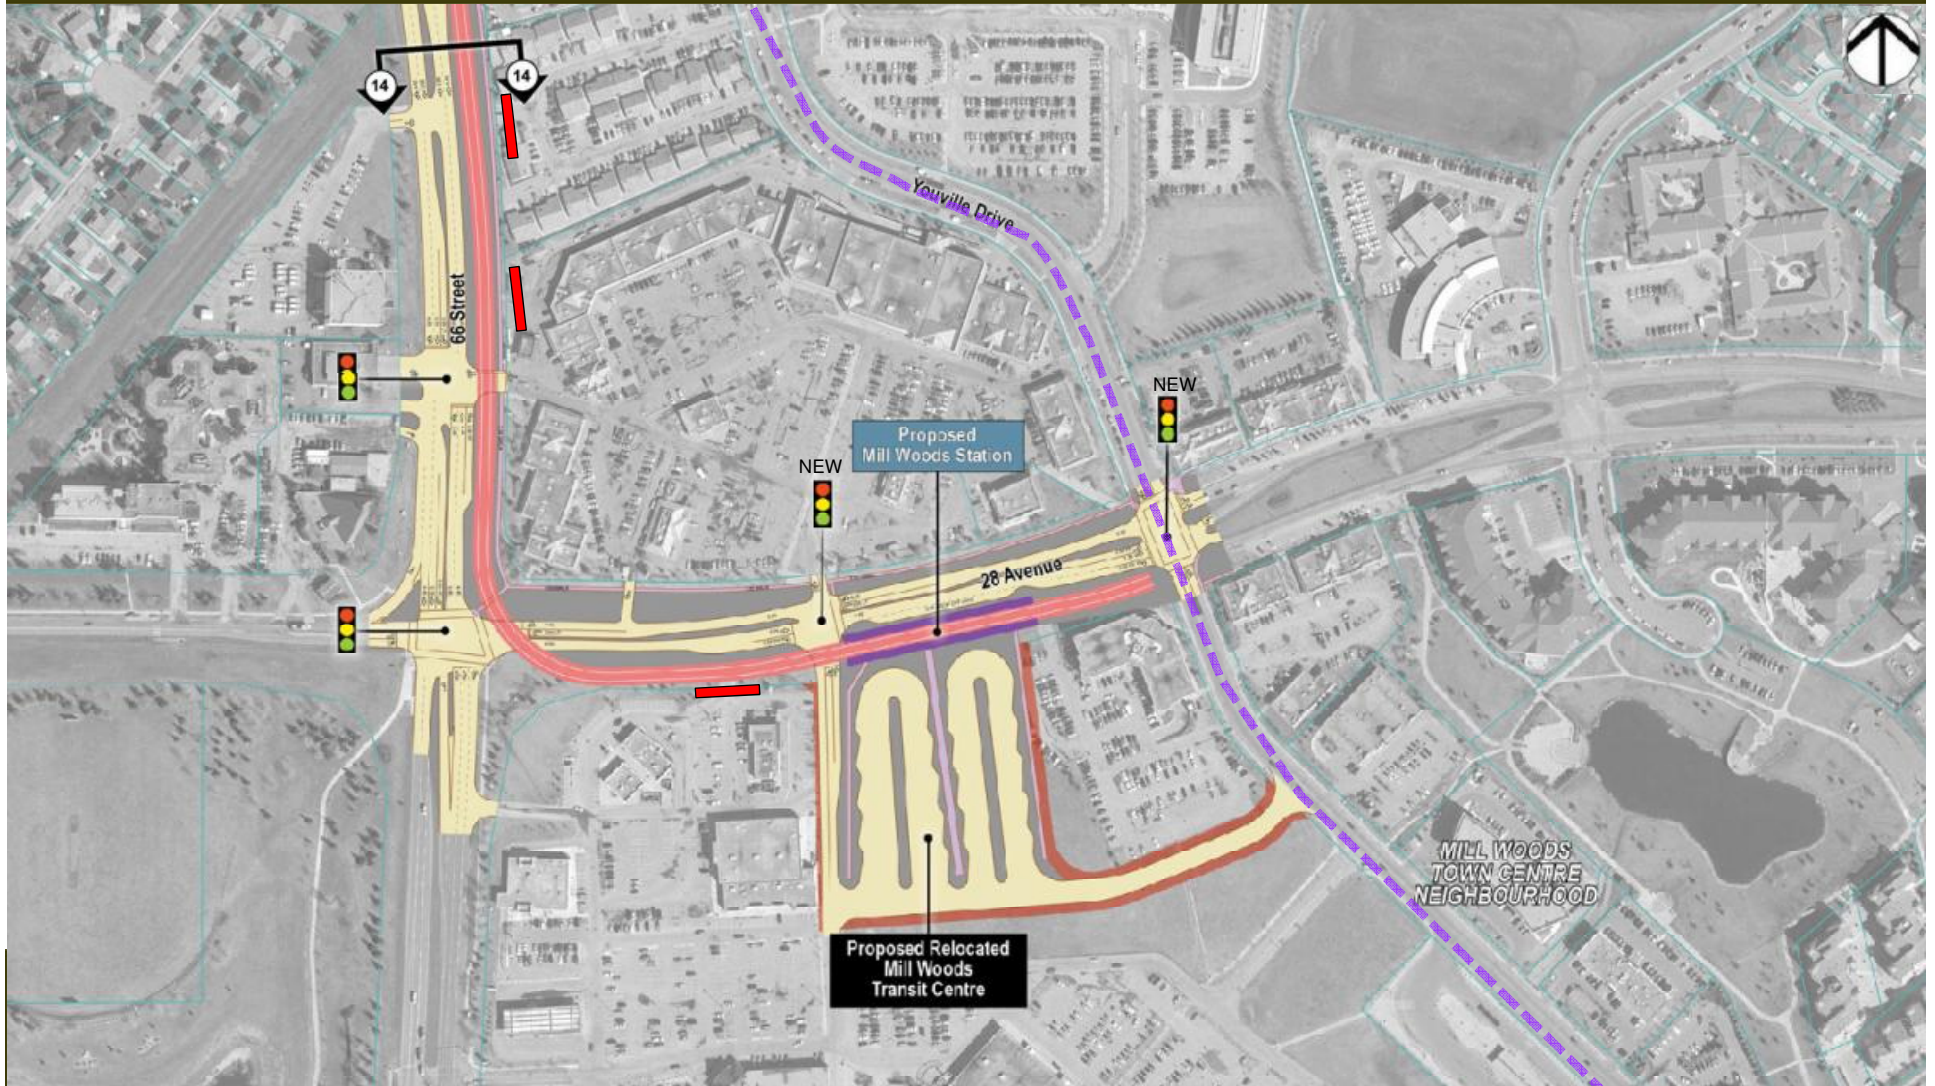 14
14
Youville Drive
66 Street
NEW
Proposed
Mill Woods Station
NEW
28 Avenue
MILL WOODS
TOWN CENTRE
NEIGHBOURHOOD
Proposed Relocated
Mill Woods
Transit Centre